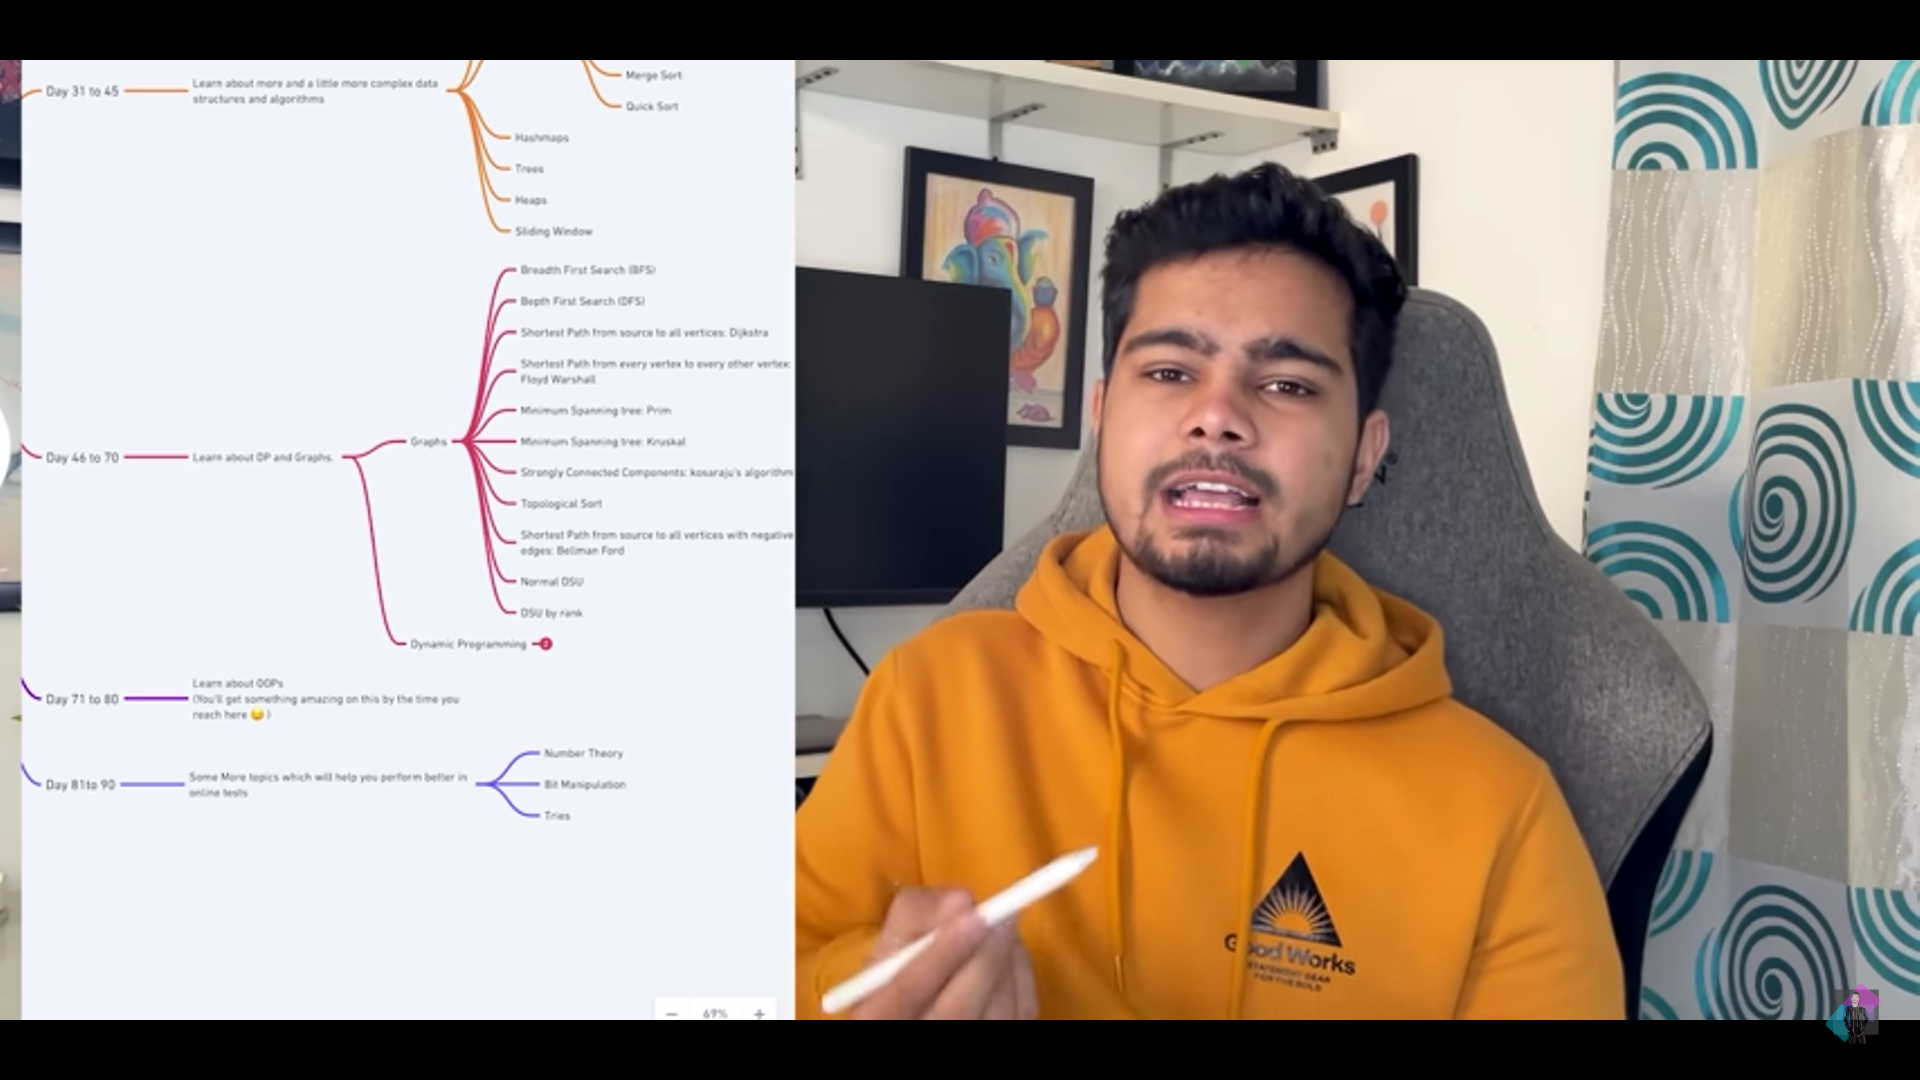 Merge Sort
Day 31 to 45
Learn about more and a little more complex data
structures and algorithms
Quick Sort
Hashmaps
Trees
Heaps
Sliding Window
Breadth First Search (BFS)
Bepth First Search (DFS)
Shortest Path from source to all vertices: Dijkstra
Shortest Path from every vertex to every other vertex:
Floyd Warshall
Minimum Spanning tree: Prim
Graphs
Minimum Spanning tree: Kruskal
Day 46 to 70
Learn about DP and Graphs.
Strongly Connected Components: kosaraju's algorithm
Topological Sort
Shortest Path from source to all vertices with negative
edges: Bellman Ford
Normal DSU
DSU by rank
Dynamic Programming
Day 71 to 80
Learn about OOPs
(You'll get something amazing on this by the time you
reach here 😄 )
Number Theory
Day 81to 90
Some More topics which will help you perform better in
online tests
Bit Manipulation
Tries
− 69% +
Good Works
STATEMENT GEAR
FOR THE BOLD